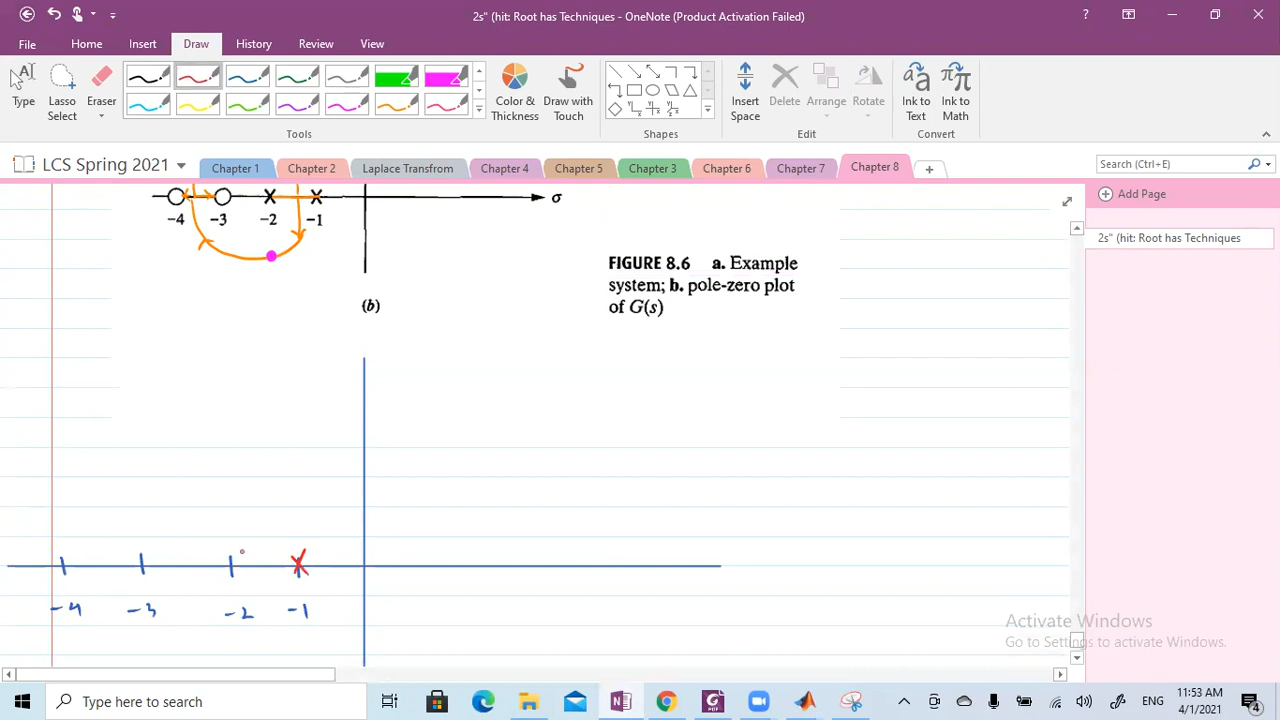 2s" (hit: Root has Techniques - OneNote (Product Activation Failed)
File Home Insert Draw History Review View
Type
Lasso Select
Eraser
Color & Thickness
Draw with Touch
Insert Space
Delete
Arrange
Rotate
Ink to Text
Ink to Math
Tools
Shapes
Edit
Convert
LCS Spring 2021
Chapter 1 Chapter 2 Laplace Transfrom Chapter 4 Chapter 5 Chapter 3 Chapter 6 Chapter 7 Chapter 8
Search (Ctrl+E)
Add Page
2s" (hit: Root has Techniques
σ
-4 -3 -2 -1
FIGURE 8.6 a. Example
system; b. pole-zero plot
of G(s)
(b)
-4 -3 -2 -1
Activate Windows
Go to Settings to activate Windows.
Type here to search
ENG
11:53 AM
4/1/2021
4